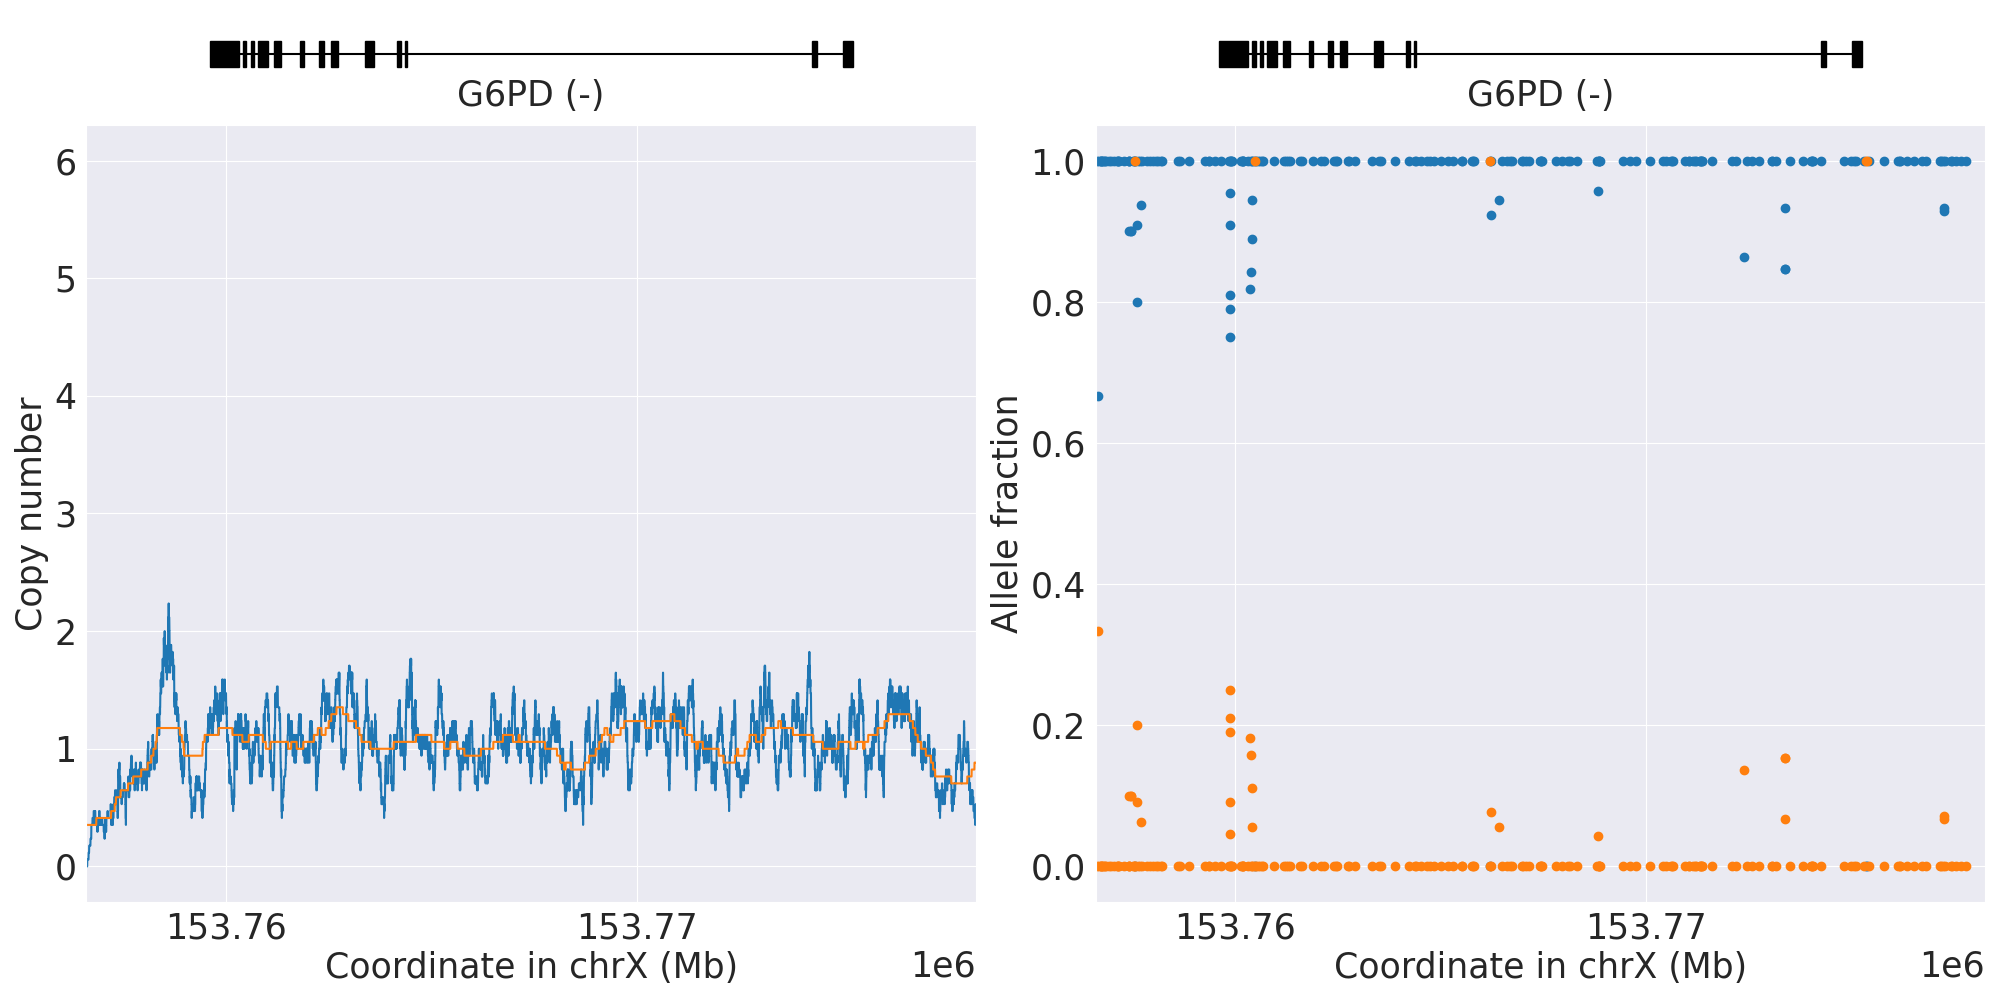 G6PD (-)
6
5
4
3
2
1
0
Copy number
153.76
153.77
Coordinate in chrX (Mb)
1e6
G6PD (-)
1.0
0.8
0.6
0.4
0.2
0.0
Allele fraction
153.76
153.77
Coordinate in chrX (Mb)
1e6